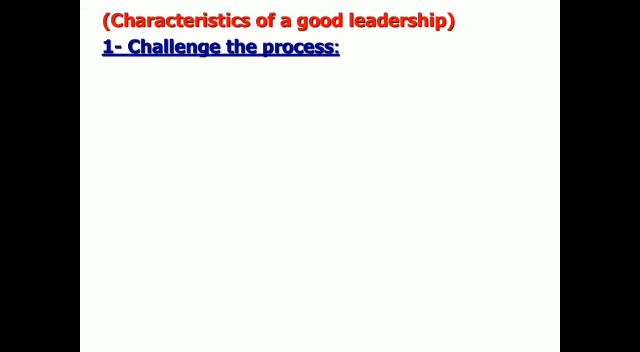 (Characteristics of a good leadership)
1- Challenge the process: